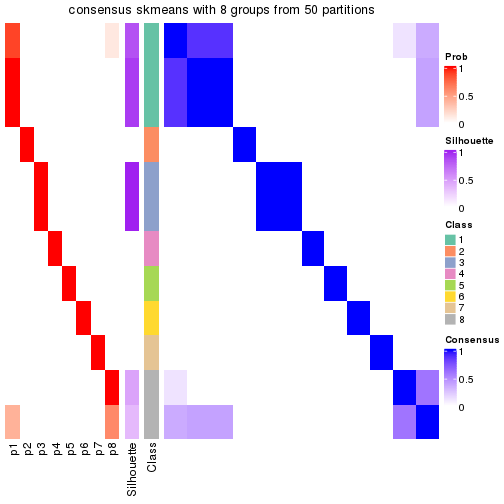 consensus skmeans with 8 groups from 50 partitions
Prob
1
0.5
0
Silhouette
1
0.5
0
Class
1
2
3
4
5
6
7
8
Consensus
1
0.5
0
p1
p2
p3
p4
p5
p6
p7
p8
Silhouette
Class